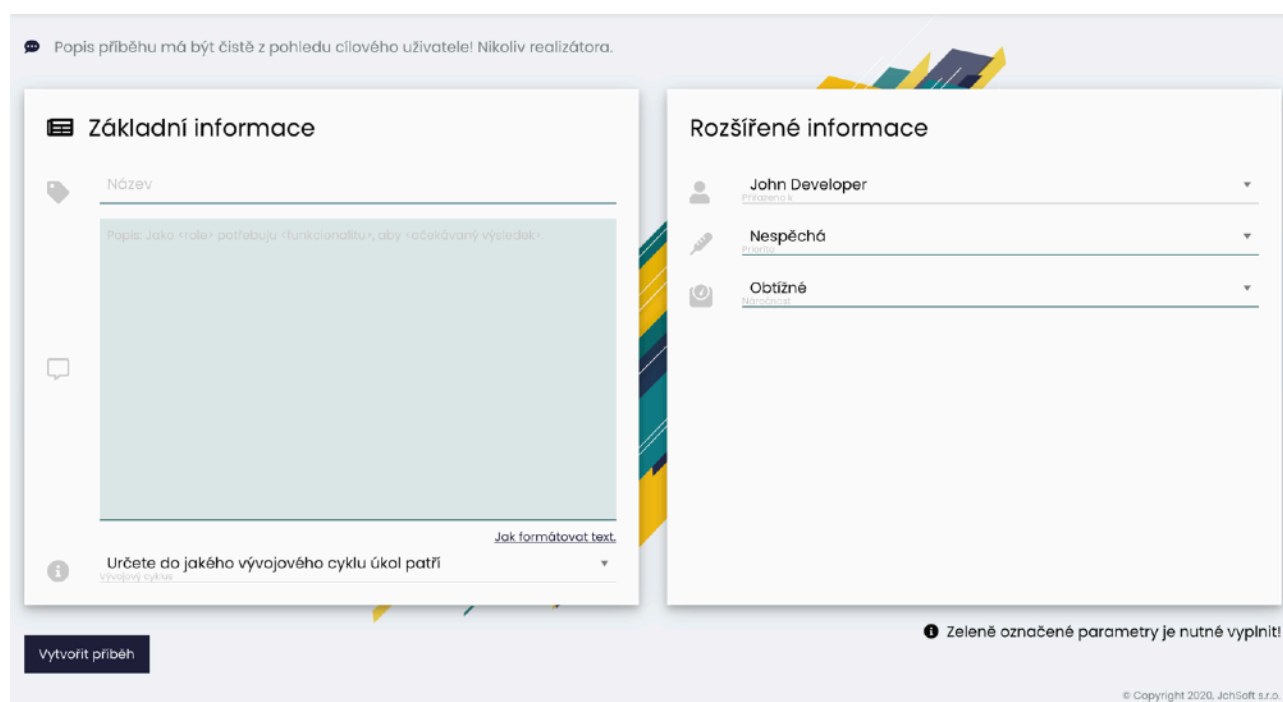 Popis příběhu má být čistě z pohledu cílového uživatele! Nikoliv realizátora.
Základní informace
Název
Popis: Jako <role> potřebuju <funkcionalitu>, aby <očekávaný výsledek>.
Jak formátovat text.
Určete do jakého vývojového cyklu úkol patří
Vývojový cyklus
Rozšířené informace
John Developer
Přiřazeno k
Nespěchá
Priorita
Obtížné
Náročnost
Zeleně označené parametry je nutné vyplnit!
Vytvořit příběh
© Copyright 2020, JchSoft s.r.o.